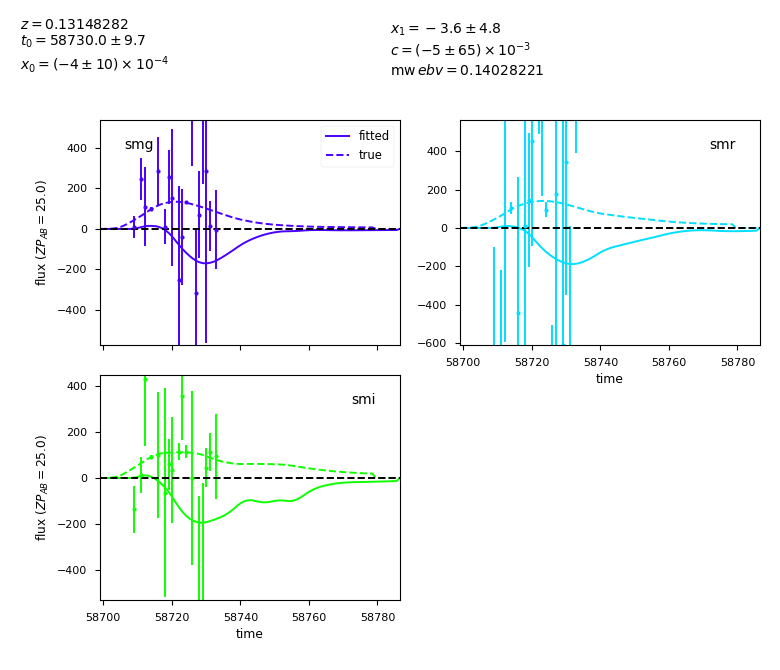 z = 0.13148282
t0 = 58730.0 ± 9.7
x0 = (−4 ± 10) × 10−4
x1 = −3.6 ± 4.8
c = (−5 ± 65) × 10−3
mw ebv = 0.14028221
smg
fitted
true
flux (ZPAB = 25.0)
400
200
0
−200
−400
smr
400
200
0
−200
−400
−600
58700 58720 58740 58760 58780
time
smi
flux (ZPAB = 25.0)
400
200
0
−200
−400
58700 58720 58740 58760 58780
time